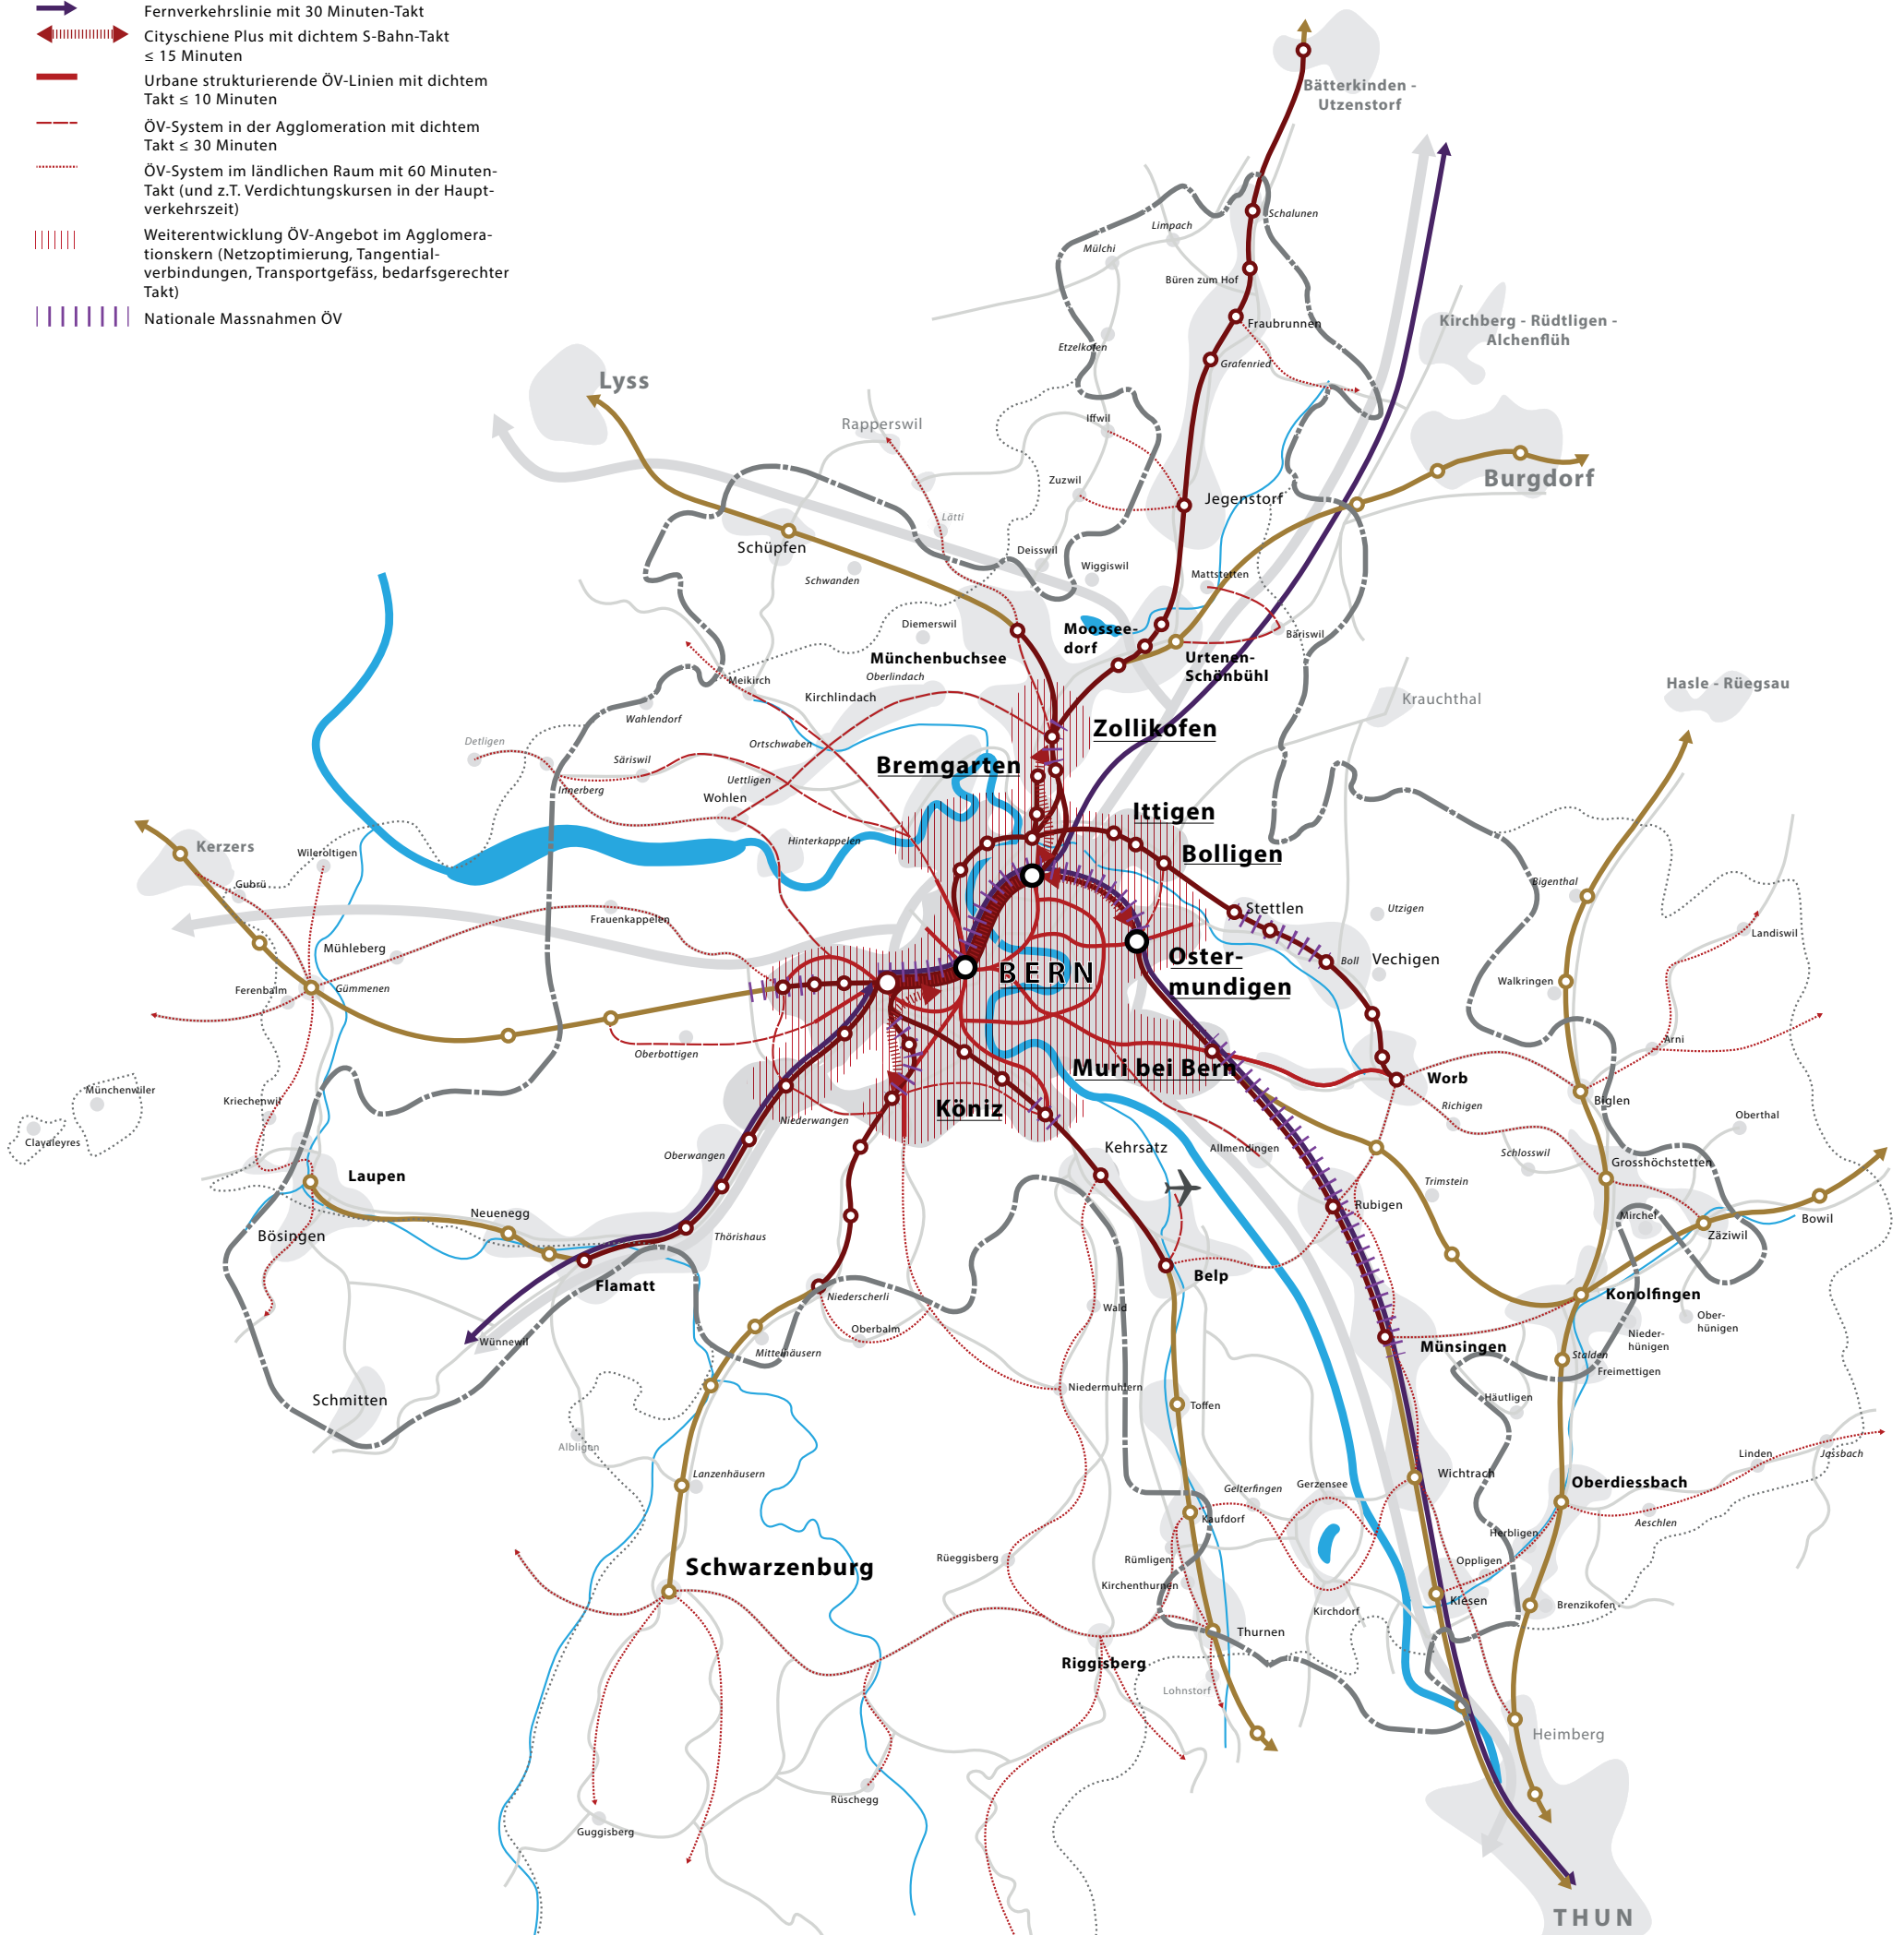 Fernverkehrslinie mit 30 Minuten-Takt
Cityschiene Plus mit dichtem S-Bahn-Takt
≤ 15 Minuten
Urbane strukturierende ÖV-Linien mit dichtem
Takt ≤ 10 Minuten
ÖV-System in der Agglomeration mit dichtem
Takt ≤ 30 Minuten
ÖV-System im ländlichen Raum mit 60 Minuten-
Takt (und z.T. Verdichtungskursen in der Haupt-
verkehrszeit)
Weiterentwicklung ÖV-Angebot im Agglomera-
tionskern (Netzoptimierung, Tangential-
verbindungen, Transportgefäss, bedarfsgerechter
Takt)
Nationale Massnahmen ÖV
Bätterkinden -
Utzenstorf
Schalunen
Limpach
Mülchi
Büren zum Hof
Fraubrunnen
Kirchberg - Rüdtligen -
Alchenflüh
Etzelkofen
Grafenried
Lyss
Rapperswil
Iffwil
Burgdorf
Zuzwil
Jegenstorf
Lätti
Schüpfen
Deisswil
Wiggiswil
Schwanden
Mattstetten
Diemerswil
Moossee-
dorf
Bäriswil
Münchenbuchsee
Urtenen-
Schönbühl
Oberlindach
Meikirch
Kirchlindach
Hasle - Rüegsau
Krauchthal
Wahlendorf
Zollikofen
Detligen
Ortschwaben
Säriswil
Bremgarten
Uettligen
Innerberg
Wohlen
Ittigen
Hinterkappelen
Kerzers
Wileroltigen
Bolligen
Gubrü
Bigenthal
Frauenkappelen
Stettlen
Utzigen
Landiswil
Mühleberg
Oster-
mundigen
Boll
Vechigen
BERN
Walkringen
Ferenbalm
Gümmenen
Oberbottigen
Arni
Muri bei Bern
Münchenwiler
Worb
Kriechenwil
Köniz
Biglen
Niederwangen
Richigen
Oberthal
Clavaleyres
Kehrsatz
Allmendingen
Schlosswil
Oberwangen
Grosshöchstetten
Laupen
Trimstein
Rubigen
Neuenegg
Mirchel
Bowil
Bösingen
Thörishaus
Zäziwil
Belp
Flamatt
Niederscherli
Konolfingen
Wald
Ober-
hünigen
Oberbalm
Nieder-
hünigen
Wünnewil
Mittelhäusern
Münsingen
Stalden
Freimettigen
Niedermuhlern
Schmitten
Häutligen
Toffen
Albligen
Linden
Jassbach
Lanzenhäusern
Wichtrach
Oberdiessbach
Gelterfingen
Gerzensee
Kaufdorf
Aeschlen
Herbligen
Schwarzenburg
Rüeggisberg
Rümligen
Oppligen
Kirchenthurnen
Kiesen
Kirchdorf
Brenzikofen
Thurnen
Riggisberg
Lohnstorf
Heimberg
Rüschegg
Guggisberg
THUN